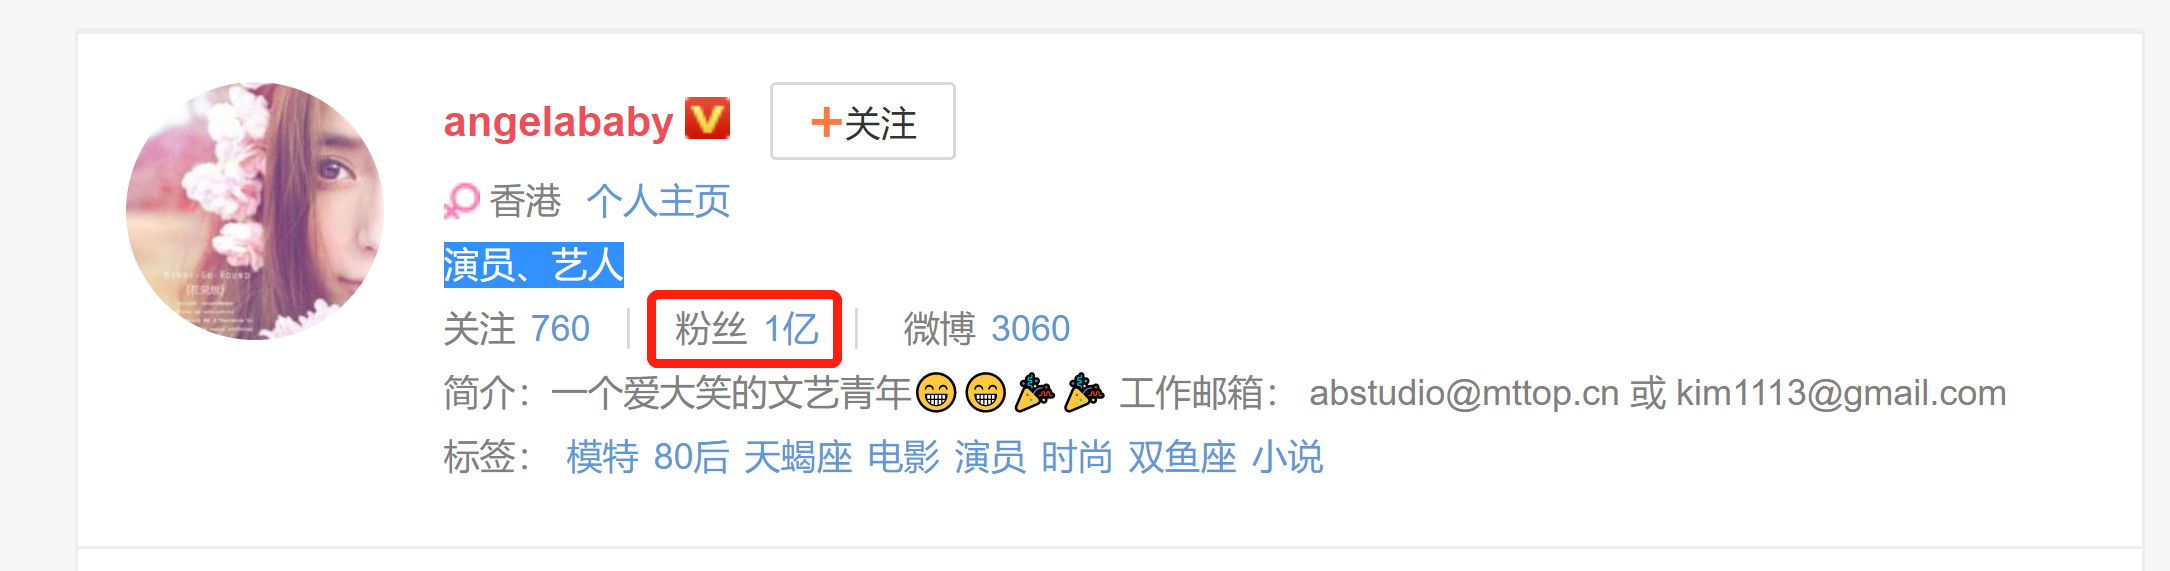 angelababy V +关注
香港 个人主页
演员、艺人
关注 760 粉丝 1亿 微博 3060
简介：一个爱大笑的文艺青年😁😁🎉🎉 工作邮箱： abstudio@mttop.cn 或 kim1113@gmail.com
标签： 模特 80后 天蝎座 电影 演员 时尚 双鱼座 小说